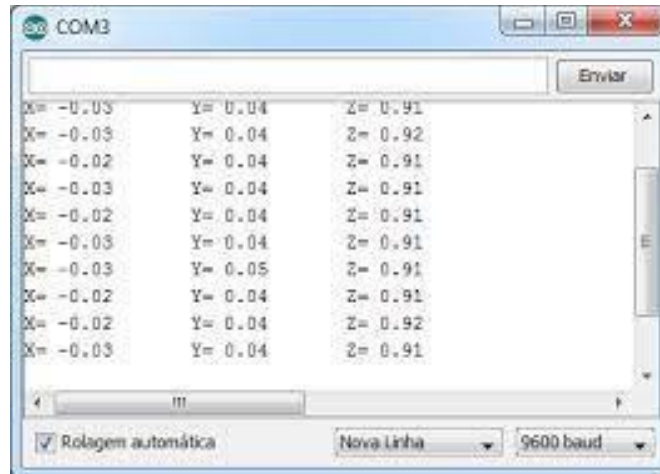 COM3
Enviar
X= -0.03 Y= 0.04 Z= 0.91
X= -0.03 Y= 0.04 Z= 0.92
X= -0.02 Y= 0.04 Z= 0.91
X= -0.03 Y= 0.04 Z= 0.91
X= -0.02 Y= 0.04 Z= 0.91
X= -0.03 Y= 0.04 Z= 0.91
X= -0.03 Y= 0.05 Z= 0.91
X= -0.02 Y= 0.04 Z= 0.91
X= -0.02 Y= 0.04 Z= 0.92
X= -0.03 Y= 0.04 Z= 0.91
Rolagem automática Nova Linha 9600 baud